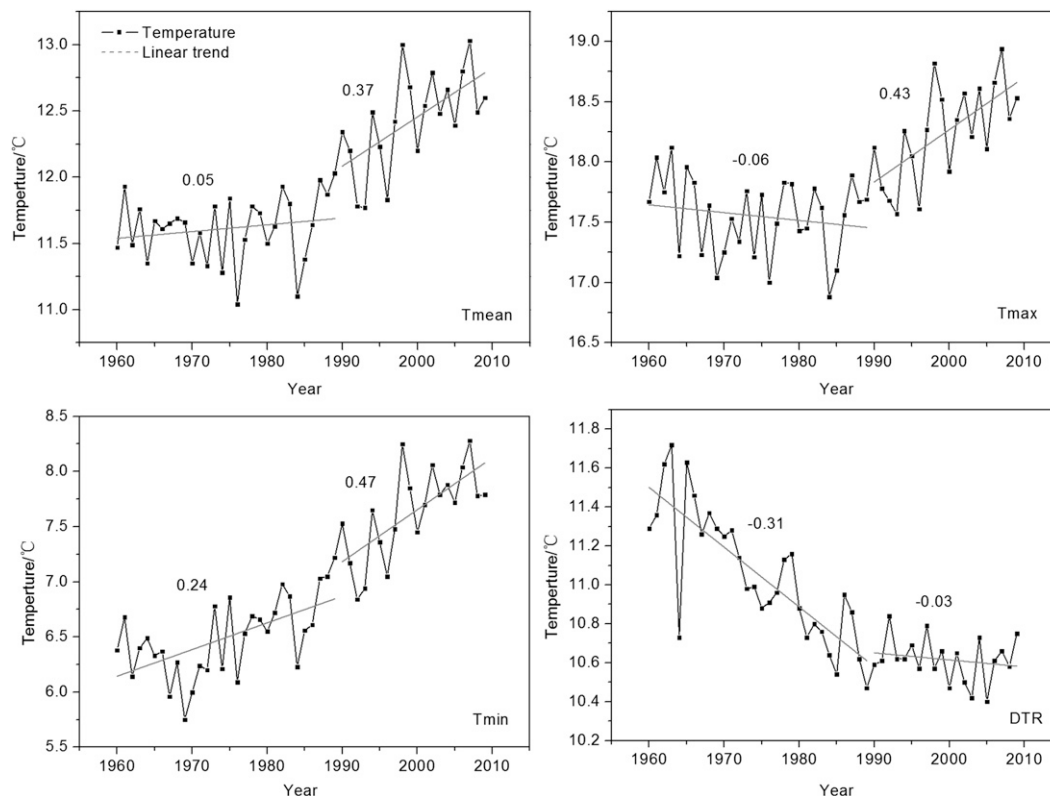 13.0
12.5
12.0
11.5
11.0
Temperture/℃
Temperature
Linear trend
0.05
0.37
Tmean
1960 1970 1980 1990 2000 2010
Year
19.0
18.5
18.0
17.5
17.0
16.5
Temperture/℃
-0.06
0.43
Tmax
1960 1970 1980 1990 2000 2010
Year
8.5
8.0
7.5
7.0
6.5
6.0
5.5
Temperture/℃
0.24
0.47
Tmin
1960 1970 1980 1990 2000 2010
Year
11.8
11.6
11.4
11.2
11.0
10.8
10.6
10.4
10.2
Temperture/℃
-0.31
-0.03
DTR
1960 1970 1980 1990 2000 2010
Year